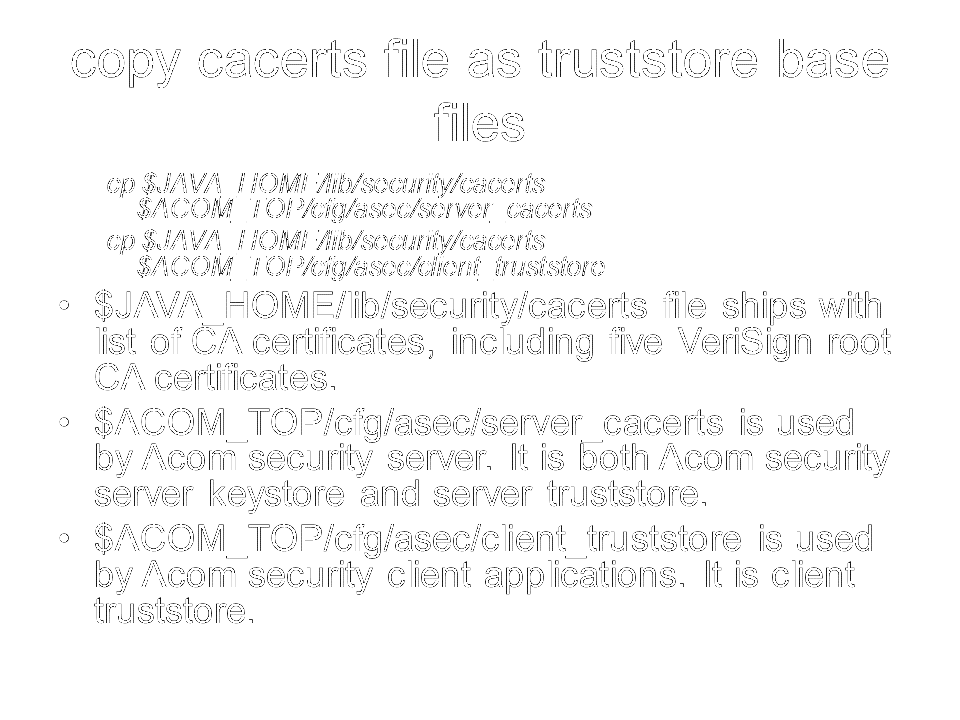 copy cacerts file as truststore base
files
cp $JAVA_HOME/lib/security/cacerts
$ACOM_TOP/cfg/asec/server_cacerts
cp $JAVA_HOME/lib/security/cacerts
$ACOM_TOP/cfg/asec/client_truststore
• $JAVA_HOME/lib/security/cacerts file ships with
list of CA certificates, including five VeriSign root
CA certificates.
• $ACOM_TOP/cfg/asec/server_cacerts is used
by Acom security server. It is both Acom security
server keystore and server truststore.
• $ACOM_TOP/cfg/asec/client_truststore is used
by Acom security client applications. It is client
truststore.